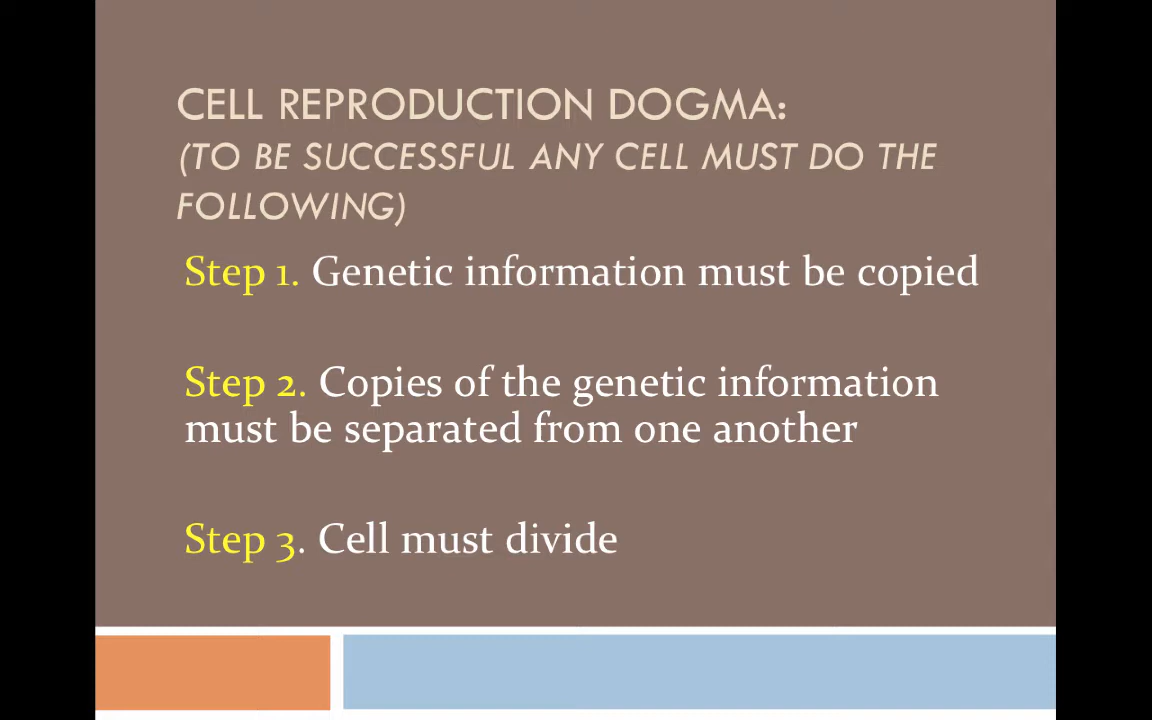 CELL REPRODUCTION DOGMA:
(TO BE SUCCESSFUL ANY CELL MUST DO THE
FOLLOWING)
Step 1. Genetic information must be copied
Step 2. Copies of the genetic information
must be separated from one another
Step 3. Cell must divide